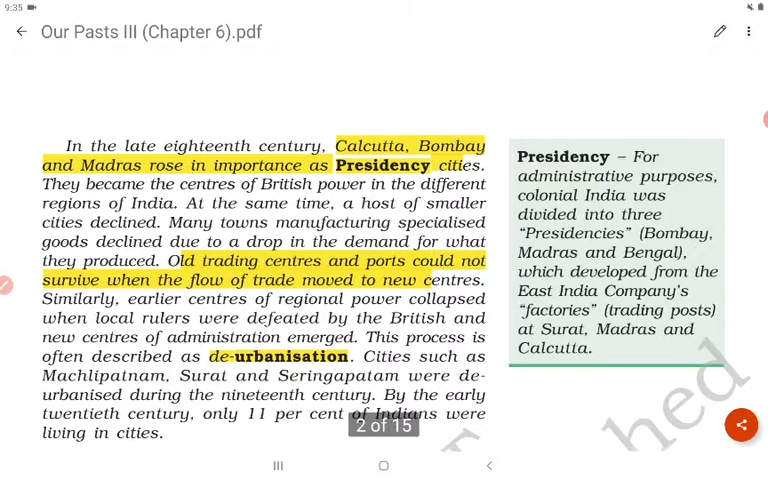 9:35
Our Pasts III (Chapter 6).pdf
In the late eighteenth century, Calcutta, Bombay
and Madras rose in importance as Presidency cities.
They became the centres of British power in the different
regions of India. At the same time, a host of smaller
cities declined. Many towns manufacturing specialised
goods declined due to a drop in the demand for what
they produced. Old trading centres and ports could not
survive when the flow of trade moved to new centres.
Similarly, earlier centres of regional power collapsed
when local rulers were defeated by the British and
new centres of administration emerged. This process is
often described as de-urbanisation. Cities such as
Machlipatnam, Surat and Seringapatam were de-
urbanised during the nineteenth century. By the early
twentieth century, only 11 per cent of Indians were
living in cities.
Presidency – For
administrative purposes,
colonial India was
divided into three
“Presidencies” (Bombay,
Madras and Bengal),
which developed from the
East India Company’s
“factories” (trading posts)
at Surat, Madras and
Calcutta.
2 of 15
hed